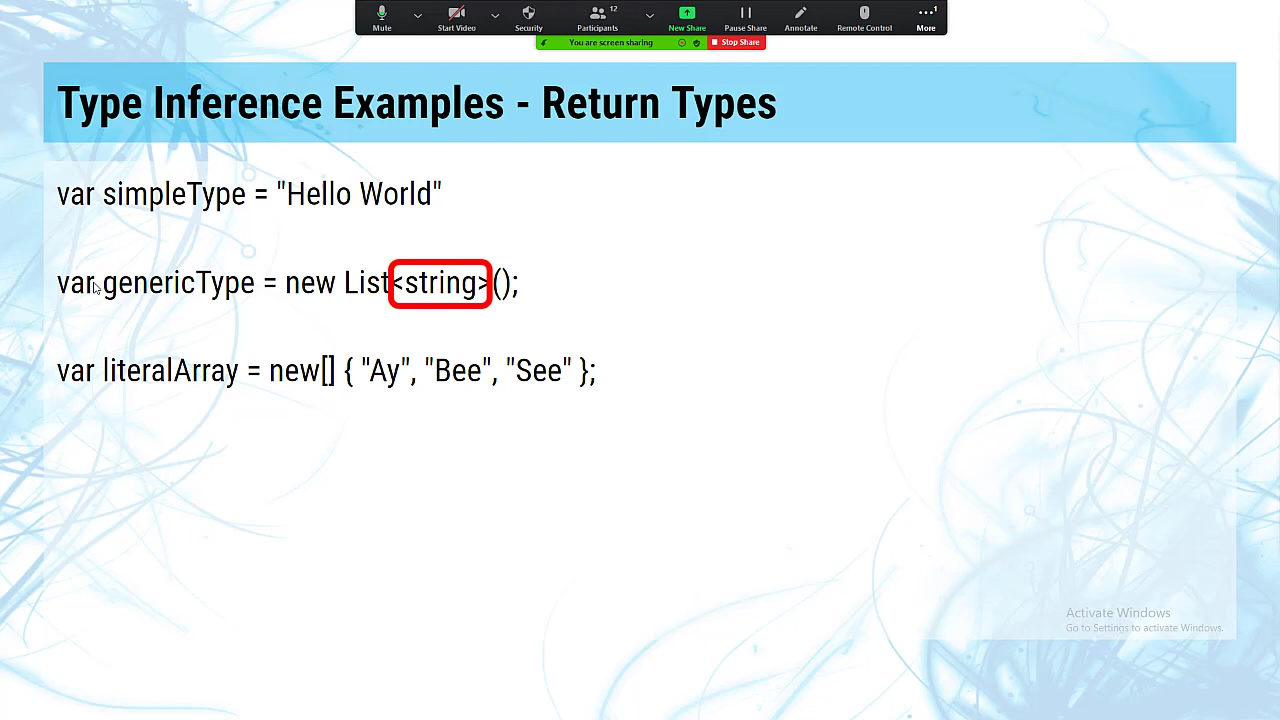 Mute
Start Video
Security
Participants
12
New Share
Pause Share
Annotate
Remote Control
More
1
You are screen sharing
Stop Share
Type Inference Examples - Return Types
var simpleType = "Hello World"
var genericType = new List<string>();
var literalArray = new[] { "Ay", "Bee", "See" };
Activate Windows
Go to Settings to activate Windows.